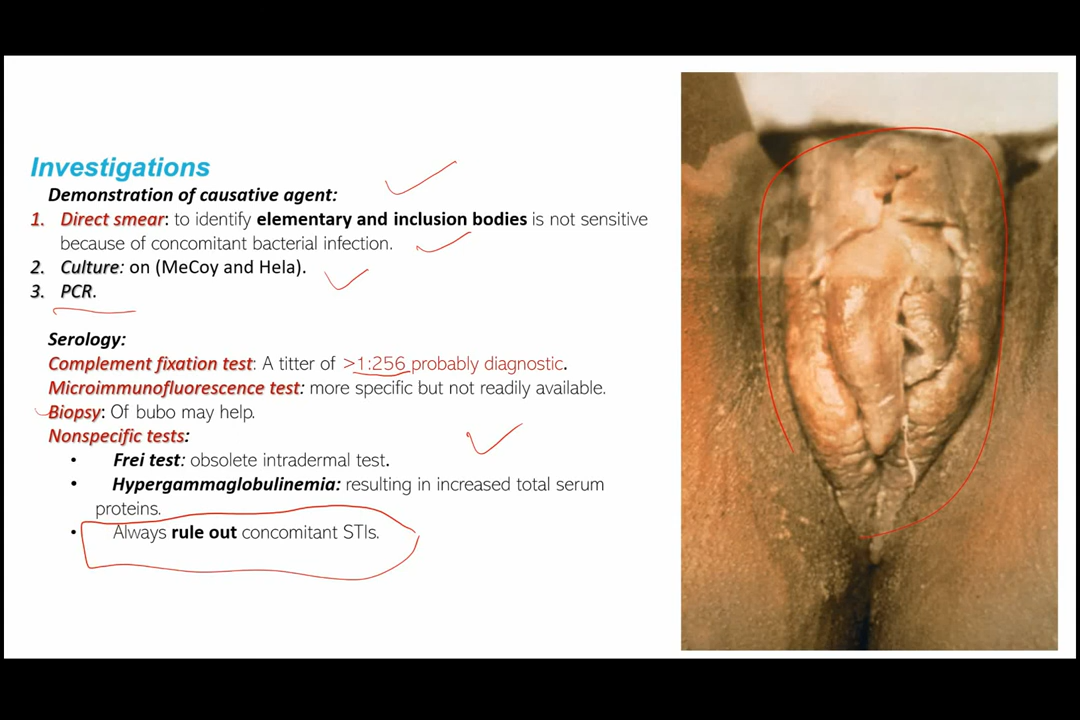 Investigations
Demonstration of causative agent:
1. Direct smear: to identify elementary and inclusion bodies is not sensitive
because of concomitant bacterial infection.
2. Culture: on (MeCoy and Hela).
3. PCR.
Serology:
Complement fixation test: A titter of >1:256 probably diagnostic.
Microimmunofluorescence test: more specific but not readily available.
Biopsy: Of bubo may help.
Nonspecific tests:
• Frei test: obsolete intradermal test.
• Hypergammaglobulinemia: resulting in increased total serum
proteins.
• Always rule out concomitant STIs.